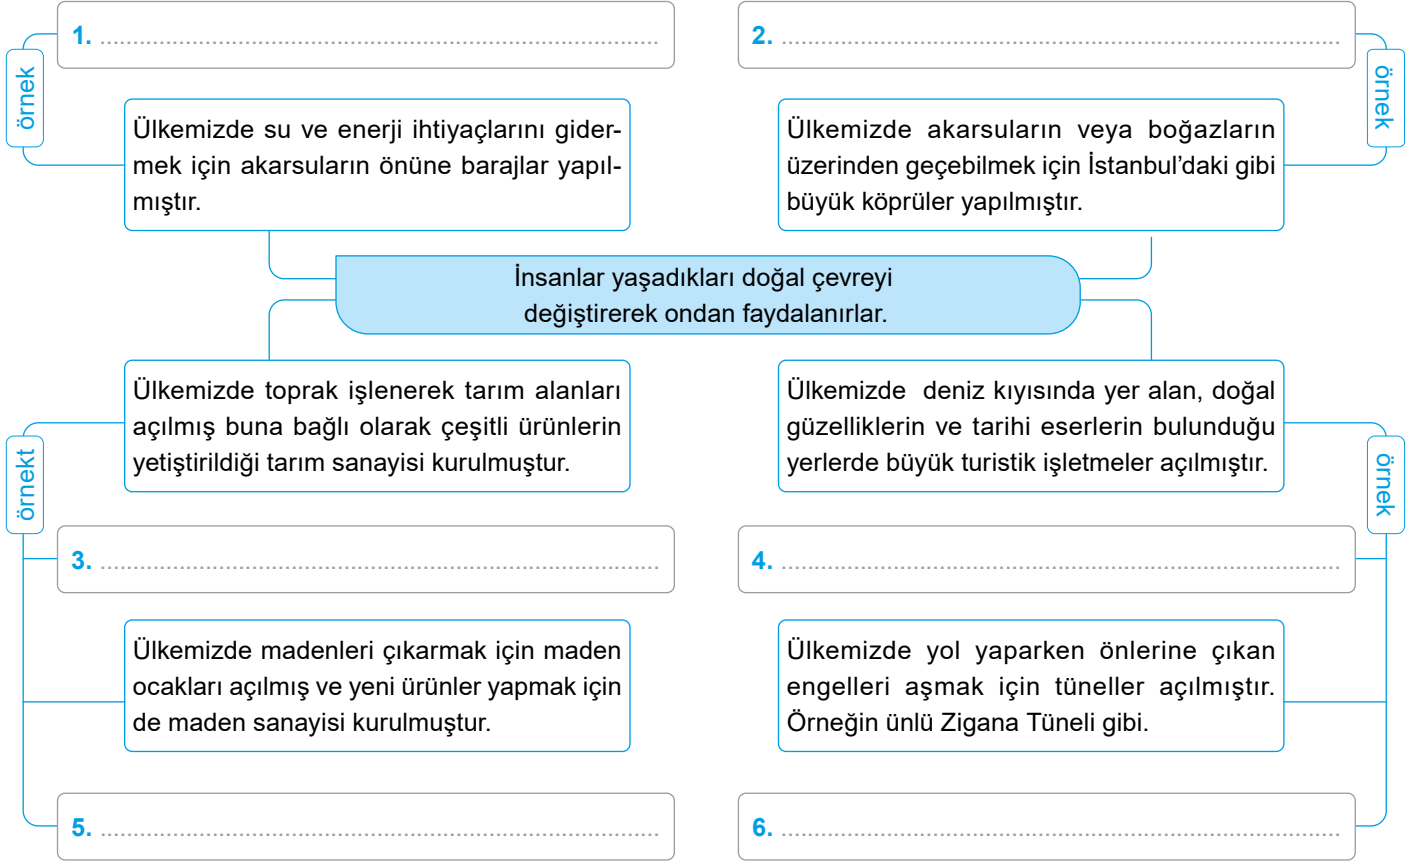 1. ..........................................................................................
2. ..........................................................................................
örnek
örnek
Ülkemizde su ve enerji ihtiyaçlarını gider-
mek için akarsuların önüne barajlar yapıl-
mıştır.
Ülkemizde akarsuların veya boğazların
üzerinden geçebilmek için İstanbul’daki gibi
büyük köprüler yapılmıştır.
İnsanlar yaşadıkları doğal çevreyi
değiştirerek ondan faydalanırlar.
Ülkemizde toprak işlenerek tarım alanları
açılmış buna bağlı olarak çeşitli ürünlerin
yetiştirildiği tarım sanayisi kurulmuştur.
Ülkemizde deniz kıyısında yer alan, doğal
güzelliklerin ve tarihi eserlerin bulunduğu
yerlerde büyük turistik işletmeler açılmıştır.
örnekt
örnek
3. ..........................................................................................
4. ..........................................................................................
Ülkemizde madenleri çıkarmak için maden
ocakları açılmış ve yeni ürünler yapmak için
de maden sanayisi kurulmuştur.
Ülkemizde yol yaparken önlerine çıkan
engelleri aşmak için tüneller açılmıştır.
Örneğin ünlü Zigana Tüneli gibi.
5. ..........................................................................................
6. ..........................................................................................